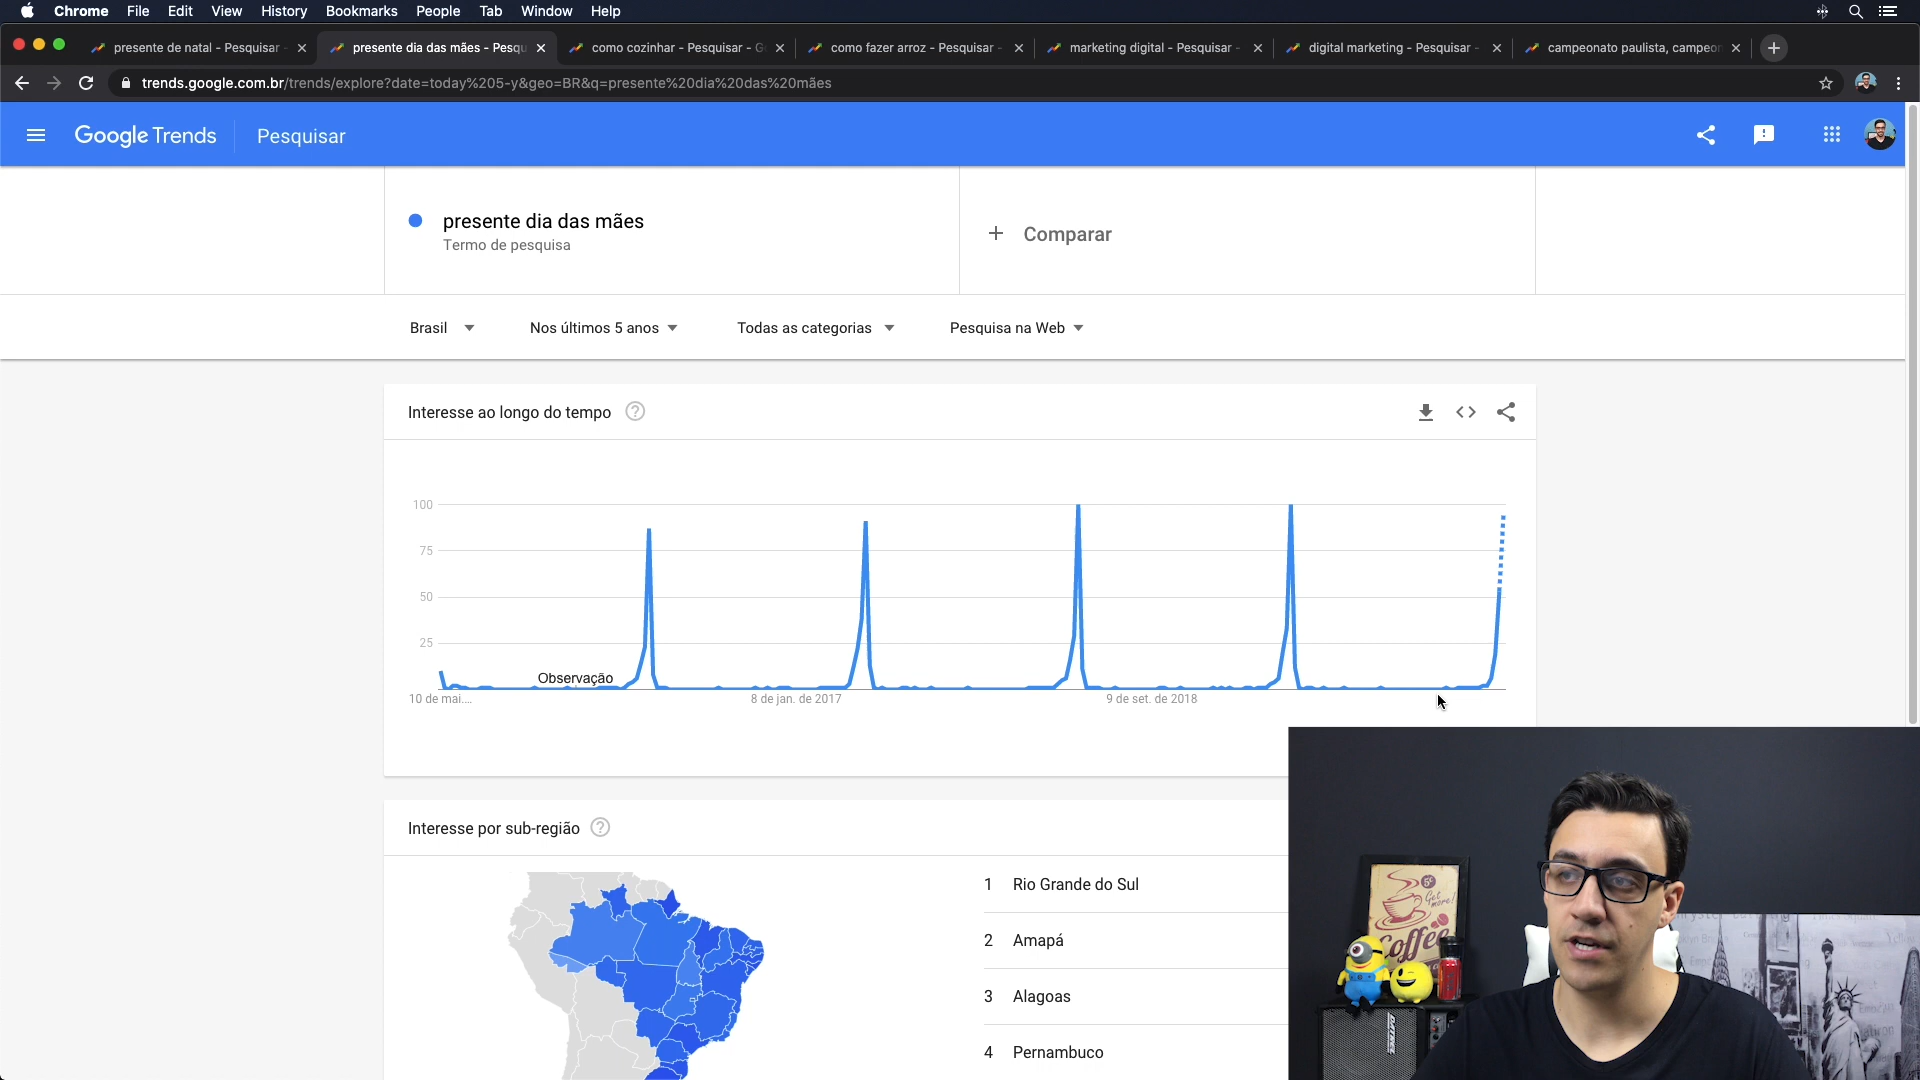 Chrome File Edit View History Bookmarks People Tab Window Help
presente de natal - Pesquisar - presente dia das mães - Pesqu como cozinhar - Pesquisar - G como fazer arroz - Pesquisar - marketing digital - Pesquisar - digital marketing - Pesquisar - campeonato paulista, campeon
trends.google.com.br/trends/explore?date=today%205-y&geo=BR&q=presente%20dia%20das%20mães
Google Trends Pesquisar
presente dia das mães
Termo de pesquisa
+ Comparar
Brasil Nos últimos 5 anos Todas as categorias Pesquisa na Web
Interesse ao longo do tempo
100
75
50
25
Observação
10 de mai.... 8 de jan. de 2017 9 de set. de 2018
Interesse por sub-região
1 Rio Grande do Sul
2 Amapá
3 Alagoas
4 Pernambuco
5¢
Get more!
Coffee